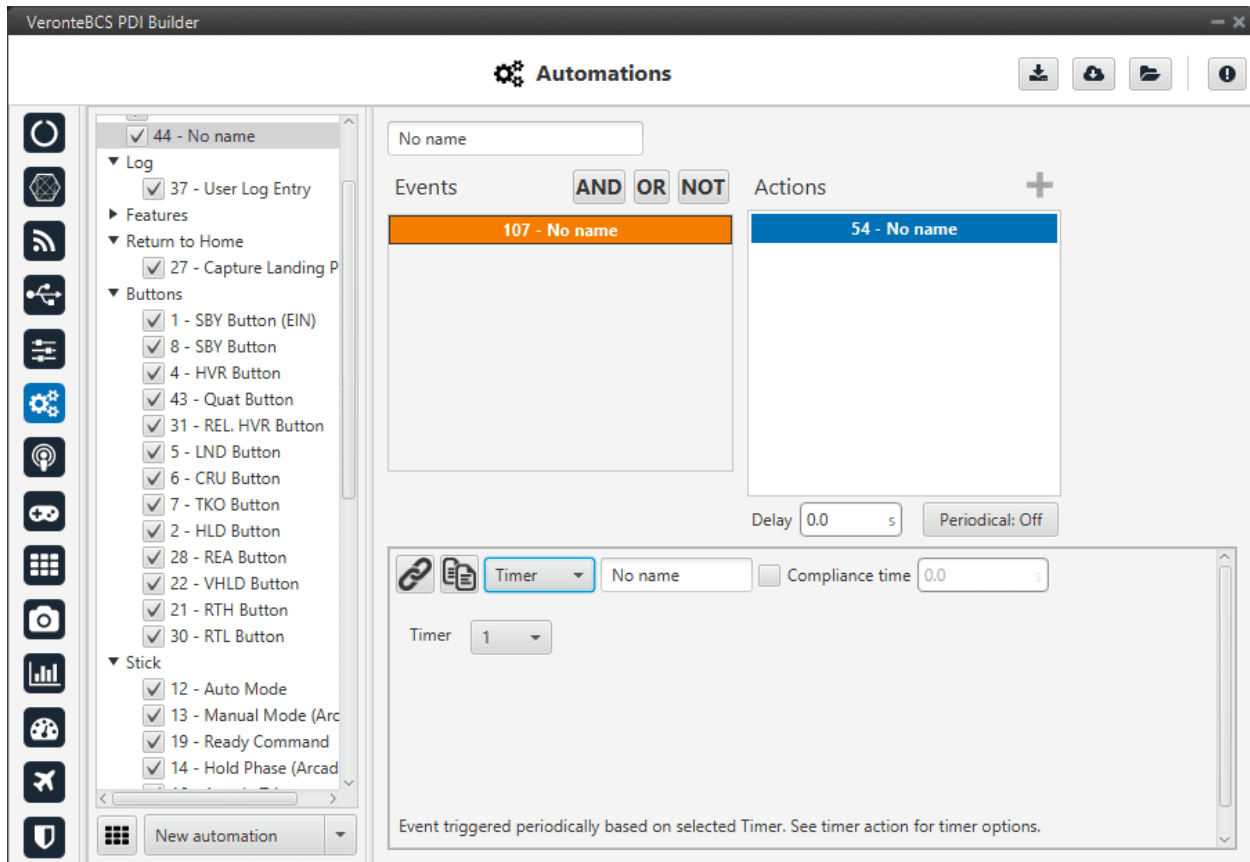 VeronteBCS PDI Builder
Automations
44 - No name
Log
37 - User Log Entry
Features
Return to Home
27 - Capture Landing P
Buttons
1 - SBY Button (EIN)
8 - SBY Button
4 - HVR Button
43 - Quat Button
31 - REL. HVR Button
5 - LND Button
6 - CRU Button
7 - TKO Button
2 - HLD Button
28 - REA Button
22 - VHLD Button
21 - RTH Button
30 - RTL Button
Stick
12 - Auto Mode
13 - Manual Mode (Arc
19 - Ready Command
14 - Hold Phase (Arcad
New automation
No name
Events AND OR NOT
107 - No name
Actions
54 - No name
Delay 0.0 s Periodical: Off
Timer No name Compliance time 0.0 s
Timer 1
Event triggered periodically based on selected Timer. See timer action for timer options.